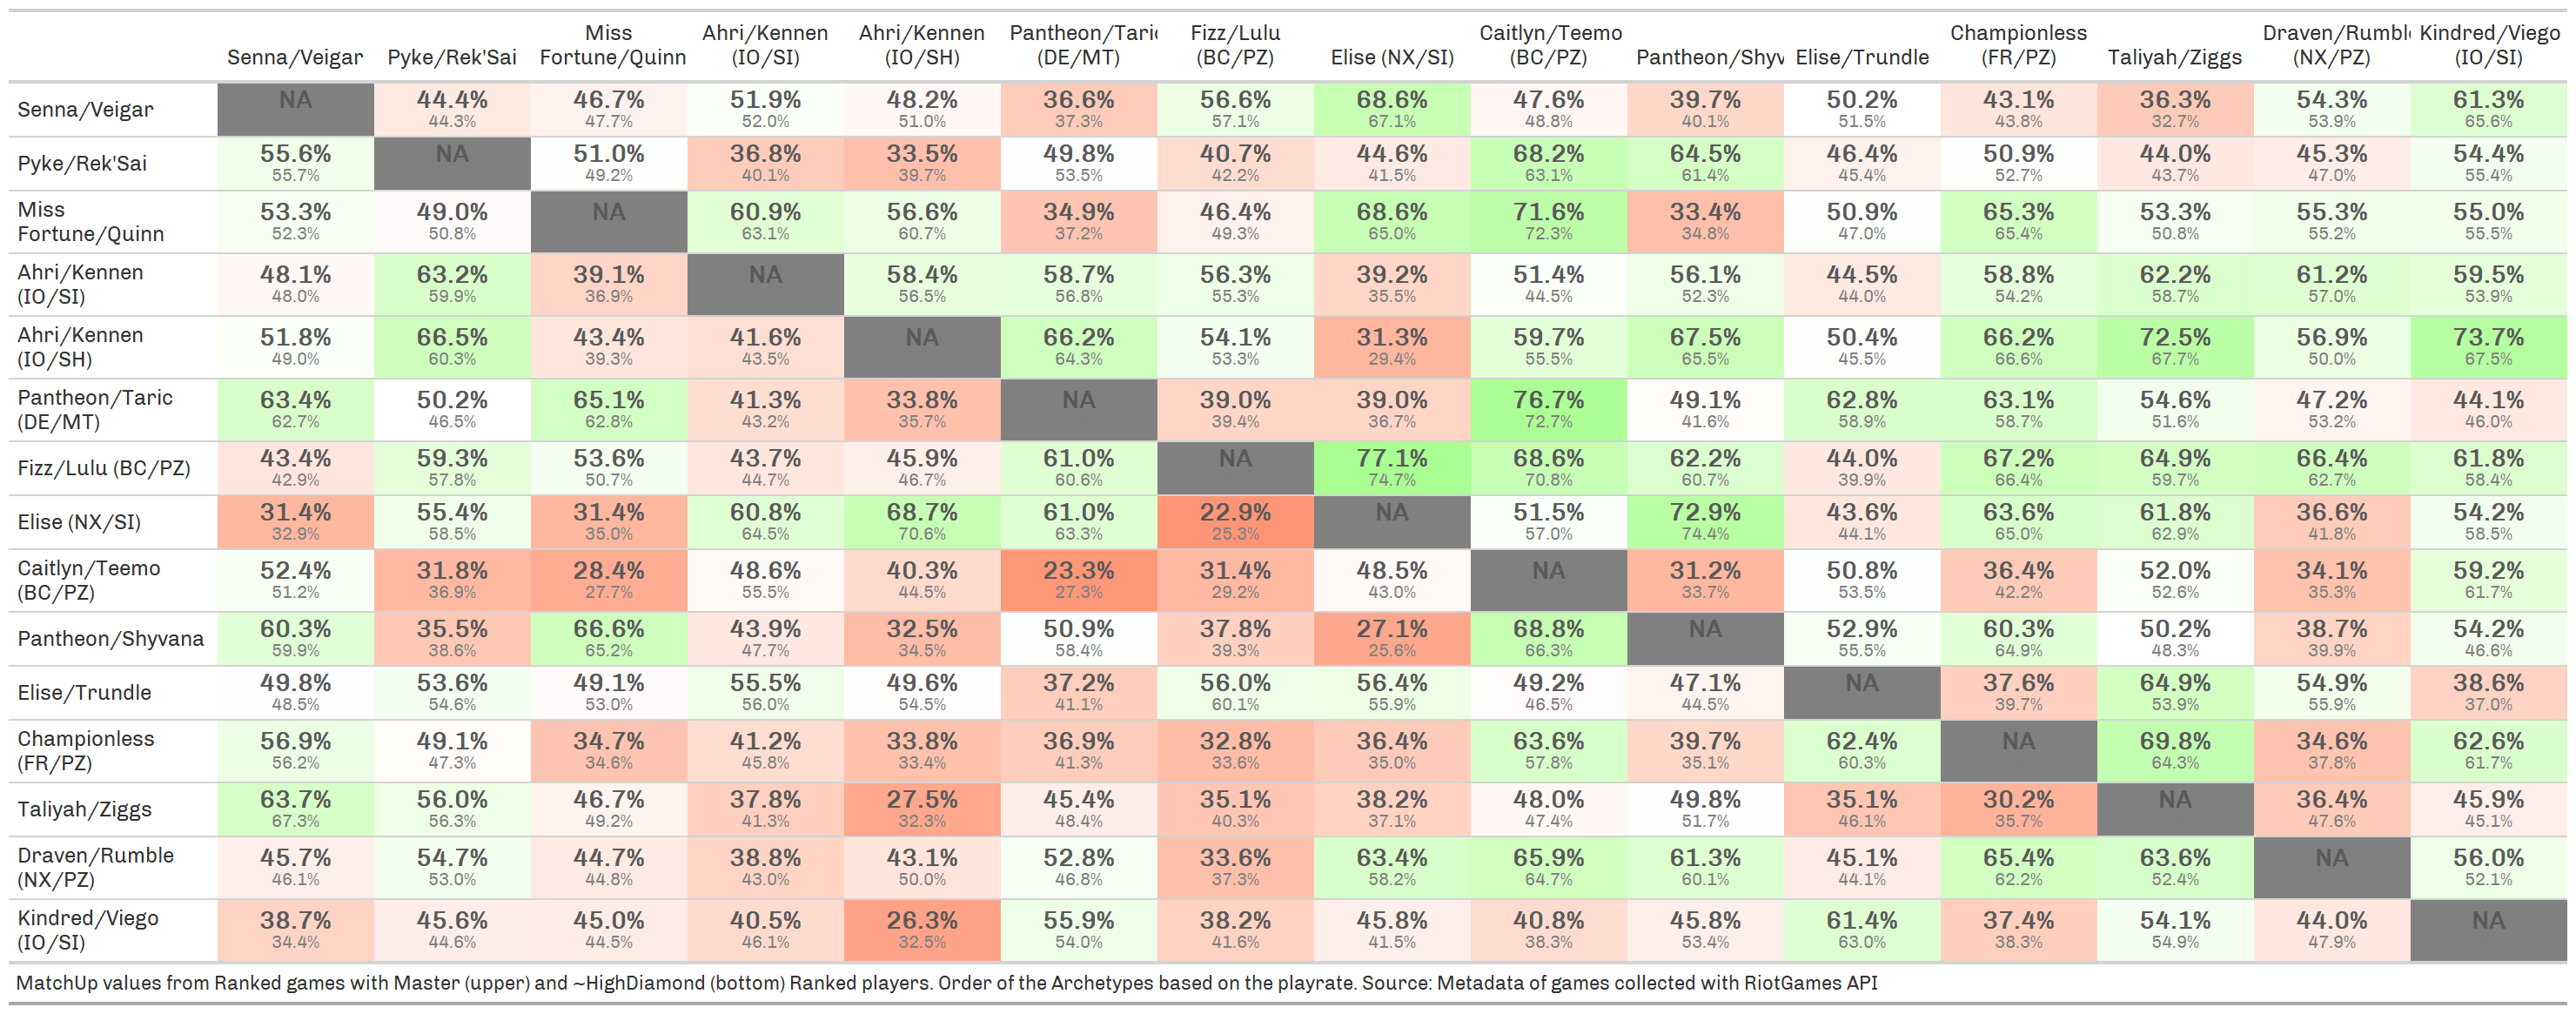 Senna/Veigar Pyke/Rek'Sai Miss Fortune/Quinn Ahri/Kennen (IO/SI) Ahri/Kennen (IO/SH) Pantheon/Taric (DE/MT) Fizz/Lulu (BC/PZ) Elise (NX/SI) Caitlyn/Teemo (BC/PZ) Pantheon/Shyv Elise/Trundle Championless (FR/PZ) Taliyah/Ziggs Draven/Rumbl (NX/PZ) Kindred/Viego (IO/SI)
Senna/Veigar NA 44.4% 46.7% 51.9% 48.2% 36.6% 56.6% 68.6% 47.6% 39.7% 50.2% 43.1% 36.3% 54.3% 61.3%
44.3% 47.7% 52.0% 51.0% 37.3% 57.1% 67.1% 48.8% 40.1% 51.5% 43.8% 32.7% 53.9% 65.6%
Pyke/Rek'Sai 55.6% NA 51.0% 36.8% 33.5% 49.8% 40.7% 44.6% 68.2% 64.5% 46.4% 50.9% 44.0% 45.3% 54.4%
55.7% 49.2% 40.1% 39.7% 53.5% 42.2% 41.5% 63.1% 61.4% 45.4% 52.7% 43.7% 47.0% 55.4%
Miss Fortune/Quinn 53.3% 49.0% NA 60.9% 56.6% 34.9% 46.4% 68.6% 71.6% 33.4% 50.9% 65.3% 53.3% 55.3% 55.0%
52.3% 50.8% 63.1% 60.7% 37.2% 49.3% 65.0% 72.3% 34.8% 47.0% 65.4% 50.8% 55.2% 55.5%
Ahri/Kennen (IO/SI) 48.1% 63.2% 39.1% NA 58.4% 58.7% 56.3% 39.2% 51.4% 56.1% 44.5% 58.8% 62.2% 61.2% 59.5%
48.0% 59.9% 36.9% 56.5% 56.8% 55.3% 35.5% 44.5% 52.3% 44.0% 54.2% 58.7% 57.0% 53.9%
Ahri/Kennen (IO/SH) 51.8% 66.5% 43.4% 41.6% NA 66.2% 54.1% 31.3% 59.7% 67.5% 50.4% 66.2% 72.5% 56.9% 73.7%
49.0% 60.3% 39.3% 43.5% 64.3% 53.3% 29.4% 55.5% 65.5% 45.5% 66.6% 67.7% 50.0% 67.5%
Pantheon/Taric (DE/MT) 63.4% 50.2% 65.1% 41.3% 33.8% NA 39.0% 39.0% 76.7% 49.1% 62.8% 63.1% 54.6% 47.2% 44.1%
62.7% 46.5% 62.8% 43.2% 35.7% 39.4% 36.7% 72.7% 41.6% 58.9% 58.7% 51.6% 53.2% 46.0%
Fizz/Lulu (BC/PZ) 43.4% 59.3% 53.6% 43.7% 45.9% 61.0% NA 77.1% 68.6% 62.2% 44.0% 67.2% 64.9% 66.4% 61.8%
42.9% 57.8% 50.7% 44.7% 46.7% 60.6% 74.7% 70.8% 60.7% 39.9% 66.4% 59.7% 62.7% 58.4%
Elise (NX/SI) 31.4% 55.4% 31.4% 60.8% 68.7% 61.0% 22.9% NA 51.5% 72.9% 43.6% 63.6% 61.8% 36.6% 54.2%
32.9% 58.5% 35.0% 64.5% 70.6% 63.3% 25.3% 57.0% 74.4% 44.1% 65.0% 62.9% 41.8% 58.5%
Caitlyn/Teemo (BC/PZ) 52.4% 31.8% 28.4% 48.6% 40.3% 23.3% 31.4% 48.5% NA 31.2% 50.8% 36.4% 52.0% 34.1% 59.2%
51.2% 36.9% 27.7% 55.5% 44.5% 27.3% 29.2% 43.0% 33.7% 53.5% 42.2% 52.6% 35.3% 61.7%
Pantheon/Shyvana 60.3% 35.5% 66.6% 43.9% 32.5% 50.9% 37.8% 27.1% 68.8% NA 52.9% 60.3% 50.2% 38.7% 54.2%
59.9% 38.6% 65.2% 47.7% 34.5% 58.4% 39.3% 25.6% 66.3% 55.5% 64.9% 48.3% 39.9% 46.6%
Elise/Trundle 49.8% 53.6% 49.1% 55.5% 49.6% 37.2% 56.0% 56.4% 49.2% 47.1% NA 37.6% 64.9% 54.9% 38.6%
48.5% 54.6% 53.0% 56.0% 54.5% 41.1% 60.1% 55.9% 46.5% 44.5% 39.7% 53.9% 55.9% 37.0%
Championless (FR/PZ) 56.9% 49.1% 34.7% 41.2% 33.8% 36.9% 32.8% 36.4% 63.6% 39.7% 62.4% NA 69.8% 34.6% 62.6%
56.2% 47.3% 34.6% 45.8% 33.4% 41.3% 33.6% 35.0% 57.8% 35.1% 60.3% 64.3% 37.8% 61.7%
Taliyah/Ziggs 63.7% 56.0% 46.7% 37.8% 27.5% 45.4% 35.1% 38.2% 48.0% 49.8% 35.1% 30.2% NA 36.4% 45.9%
67.3% 56.3% 49.2% 41.3% 32.3% 48.4% 40.3% 37.1% 47.4% 51.7% 46.1% 35.7% 47.6% 45.1%
Draven/Rumble (NX/PZ) 45.7% 54.7% 44.7% 38.8% 43.1% 52.8% 33.6% 63.4% 65.9% 61.3% 45.1% 65.4% 63.6% NA 56.0%
46.1% 53.0% 44.8% 43.0% 50.0% 46.8% 37.3% 58.2% 64.7% 60.1% 44.1% 62.2% 52.4% 52.1%
Kindred/Viego (IO/SI) 38.7% 45.6% 45.0% 40.5% 26.3% 55.9% 38.2% 45.8% 40.8% 45.8% 61.4% 37.4% 54.1% 44.0% NA
34.4% 44.6% 44.5% 46.1% 32.5% 54.0% 41.6% 41.5% 38.3% 53.4% 63.0% 38.3% 54.9% 47.9%
MatchUp values from Ranked games with Master (upper) and ~HighDiamond (bottom) Ranked players. Order of the Archetypes based on the playrate. Source: Metadata of games collected with RiotGames API